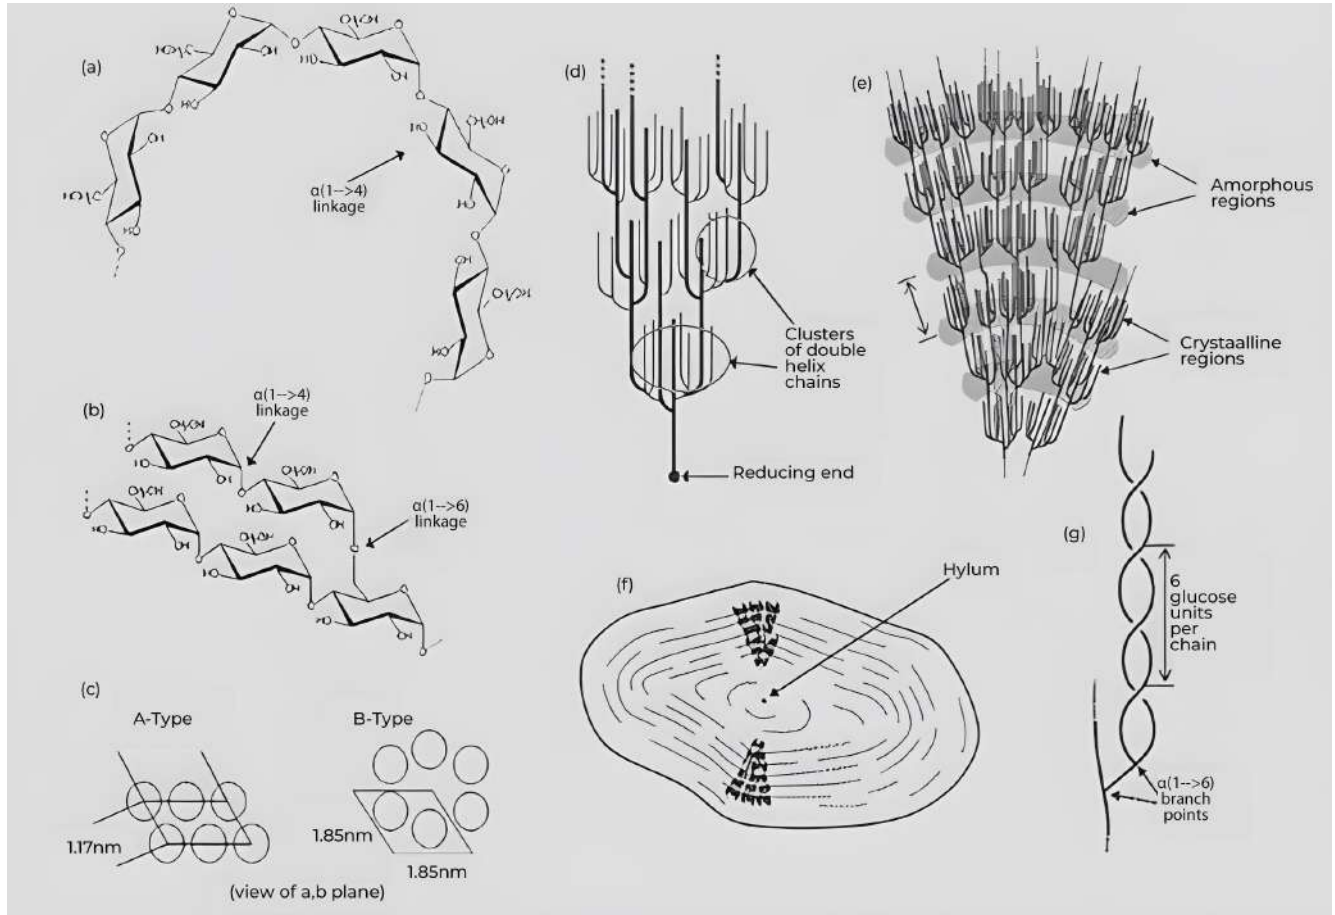 (a)
α(1-->4)
linkage
(b)
α(1-->4)
linkage
α(1-->6)
linkage
(c)
A-Type
B-Type
1.17nm
1.85nm
1.85nm
(view of a,b plane)
(d)
Clusters
of double
helix
chains
Reducing end
(e)
Amorphous
regions
Crystaalline
regions
(f)
Hylum
(g)
6
glucose
units
per
chain
α(1-->6)
branch
points